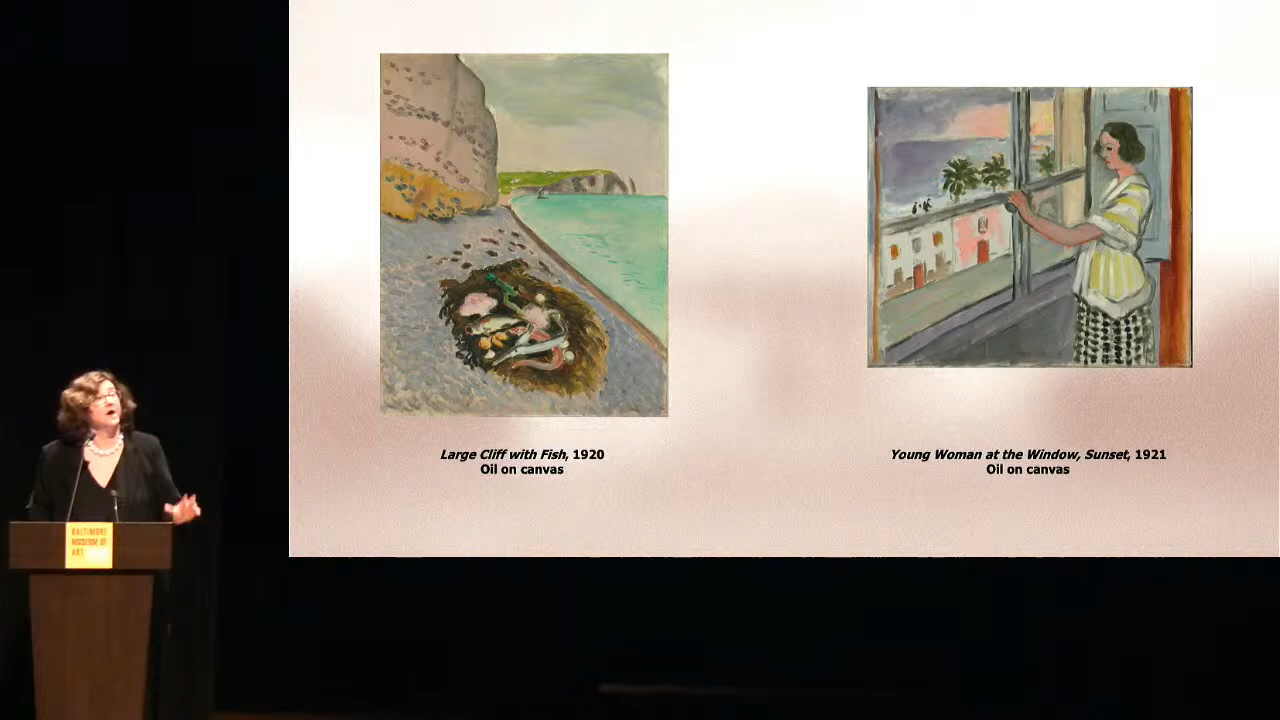 Large Cliff with Fish, 1920
Oil on canvas
Young Woman at the Window, Sunset, 1921
Oil on canvas
BALTIMORE
MUSEUM OF
ART